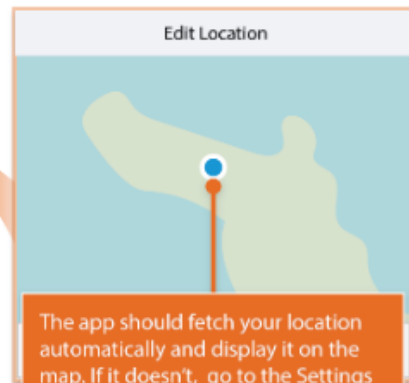 Edit Location
The app should fetch your location
automatically and display it on the
map. If it doesn't, go to the Settings